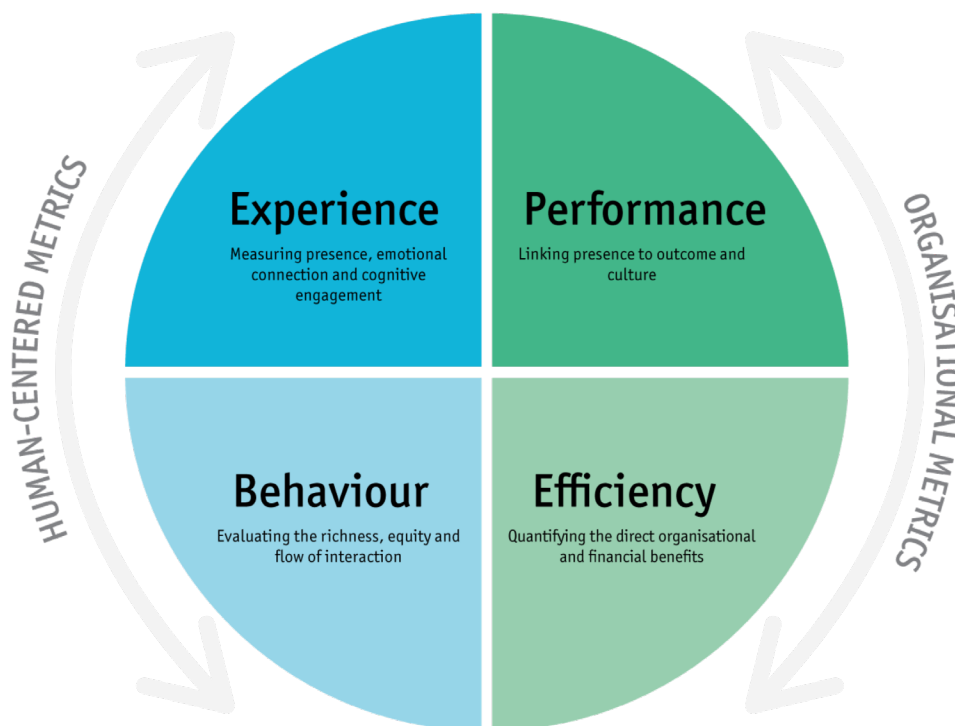 HUMAN-CENTERED METRICS
Experience
Measuring presence, emotional
connection and cognitive
engagement
Performance
Linking presence to outcome and
culture
Behaviour
Evaluating the richness, equity and
flow of interaction
Efficiency
Quantifying the direct organisational
and financial benefits
ORGANISATIONAL METRICS